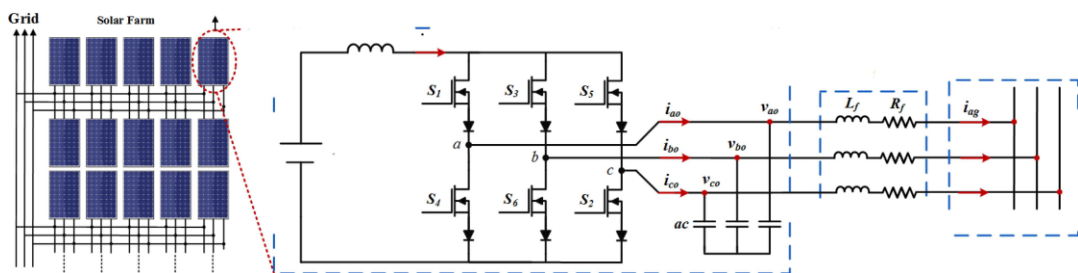 Grid
Solar Farm
S1
S3
S5
a
b
c
S4
S6
S2
iao
ibo
ico
vao
vbo
vco
ac
Lf
Rf
iag